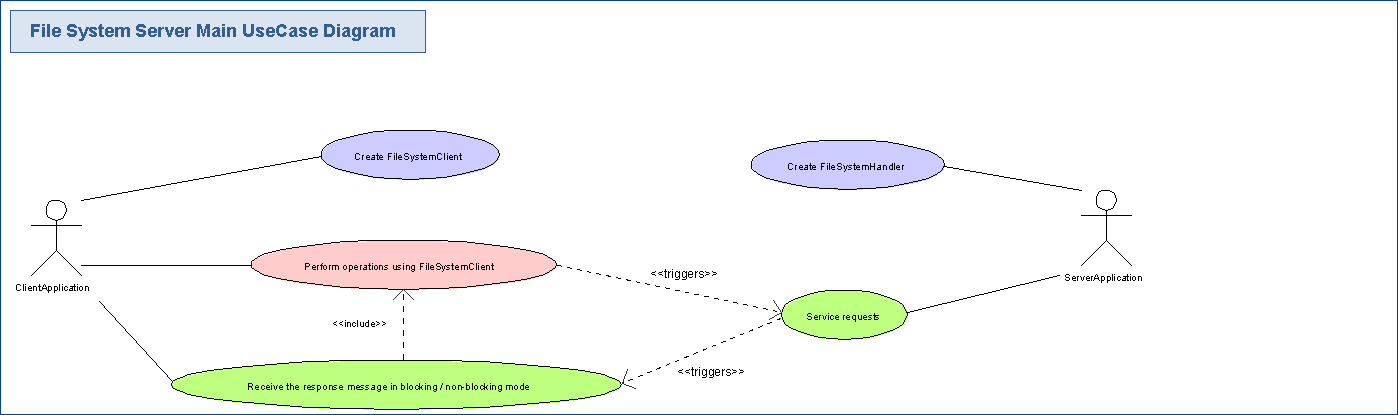 File System Server Main UseCase Diagram
Create FileSystemClient
Create FileSystemHandler
Perform operations using FileSystemClient
<<triggers>>
ClientApplication
ServerApplication
<<include>>
Service requests
<<triggers>>
Receive the response message in blocking / non-blocking mode